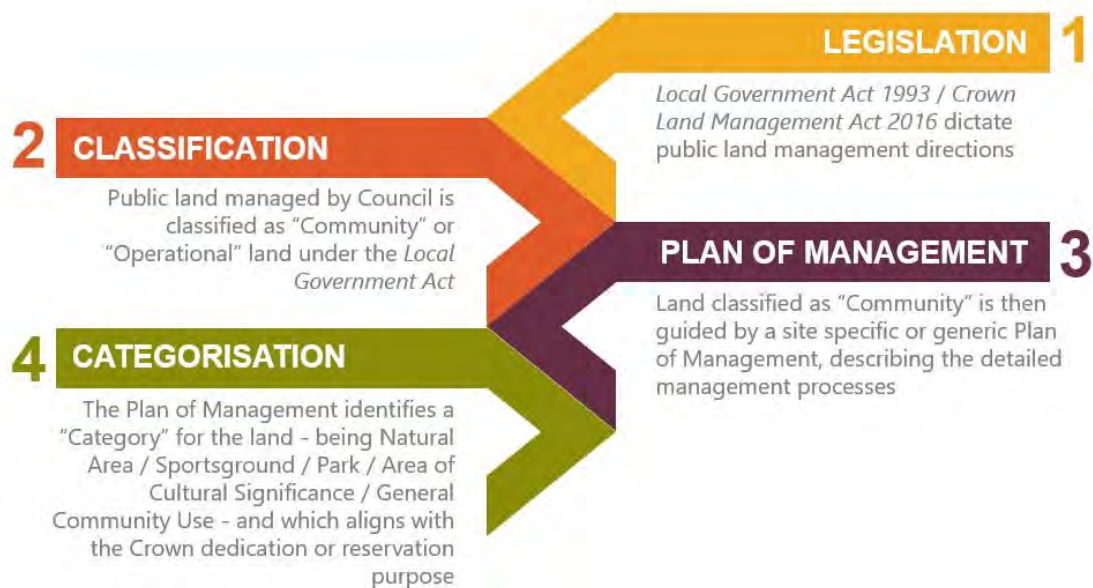 LEGISLATION 1
Local Government Act 1993 / Crown
Land Management Act 2016 dictate
public land management directions
2 CLASSIFICATION
Public land managed by Council is
classified as “Community” or
“Operational” land under the Local
Government Act
PLAN OF MANAGEMENT 3
Land classified as “Community” is then
guided by a site specific or generic Plan
of Management, describing the detailed
management processes
4 CATEGORISATION
The Plan of Management identifies a
“Category” for the land - being Natural
Area / Sportsground / Park / Area of
Cultural Significance / General
Community Use - and which aligns with
the Crown dedication or reservation
purpose